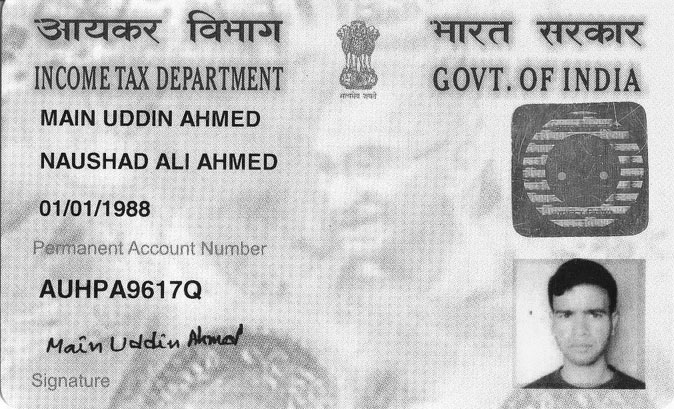 आयकर विभाग
भारत सरकार
INCOME TAX DEPARTMENT
GOVT. OF INDIA
सत्यमेव जयते
MAIN UDDIN AHMED
NAUSHAD ALI AHMED
01/01/1988
Permanent Account Number
AUHPA9617Q
Main Uddin Ahmed
Signature